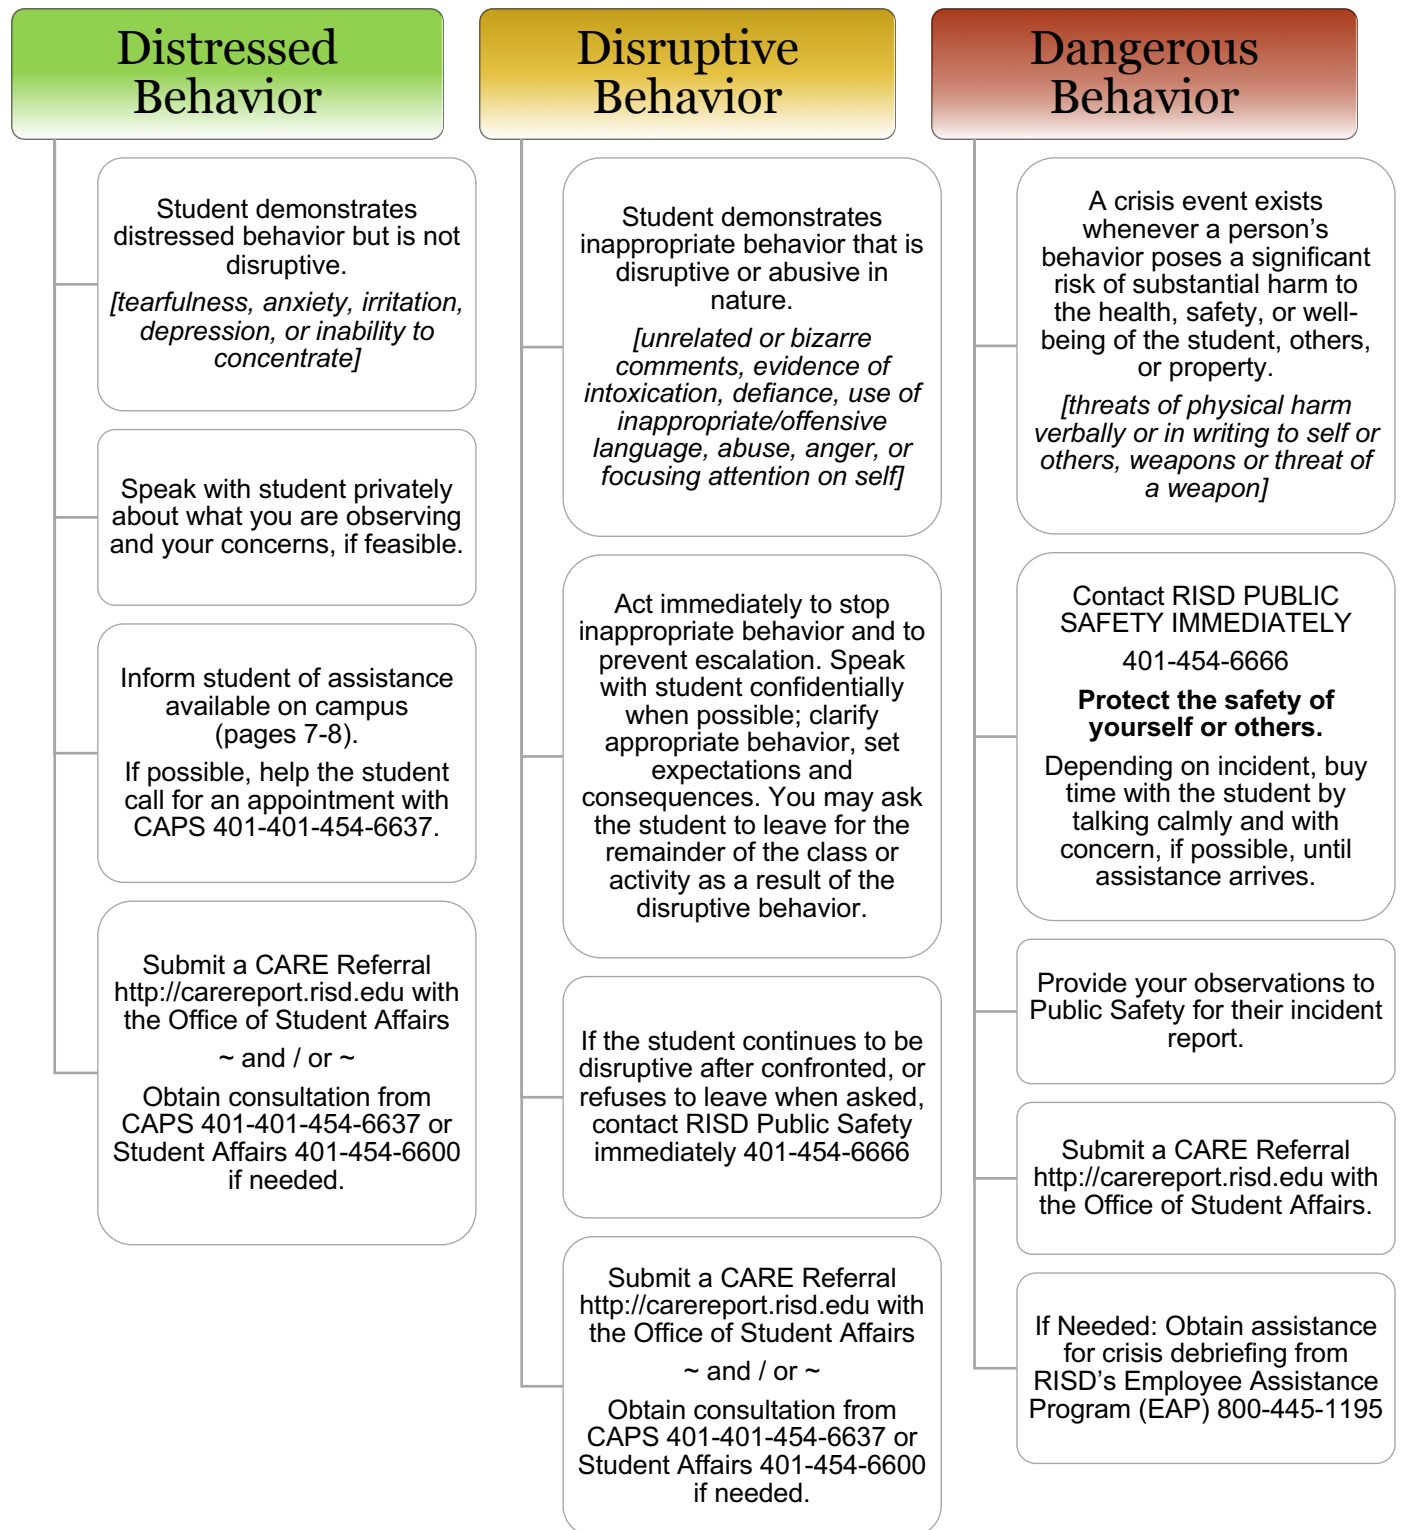 Distressed
Behavior
Student demonstrates
distressed behavior but is not
disruptive.
[tearfulness, anxiety, irritation,
depression, or inability to
concentrate]
Speak with student privately
about what you are observing
and your concerns, if feasible.
Inform student of assistance
available on campus
(pages 7-8).
If possible, help the student
call for an appointment with
CAPS 401-401-454-6637.
Submit a CARE Referral
http://carereport.risd.edu with
the Office of Student Affairs
~ and / or ~
Obtain consultation from
CAPS 401-401-454-6637 or
Student Affairs 401-454-6600
if needed.
Disruptive
Behavior
Student demonstrates
inappropriate behavior that is
disruptive or abusive in
nature.
[unrelated or bizarre
comments, evidence of
intoxication, defiance, use of
inappropriate/offensive
language, abuse, anger, or
focusing attention on self]
Act immediately to stop
inappropriate behavior and to
prevent escalation. Speak
with student confidentially
when possible; clarify
appropriate behavior, set
expectations and
consequences. You may ask
the student to leave for the
remainder of the class or
activity as a result of the
disruptive behavior.
If the student continues to be
disruptive after confronted, or
refuses to leave when asked,
contact RISD Public Safety
immediately 401-454-6666
Submit a CARE Referral
http://carereport.risd.edu with
the Office of Student Affairs
~ and / or ~
Obtain consultation from
CAPS 401-401-454-6637 or
Student Affairs 401-454-6600
if needed.
Dangerous
Behavior
A crisis event exists
whenever a person's
behavior poses a significant
risk of substantial harm to
the health, safety, or well-
being of the student, others,
or property.
[threats of physical harm
verbally or in writing to self or
others, weapons or threat of
a weapon]
Contact RISD PUBLIC
SAFETY IMMEDIATELY
401-454-6666
Protect the safety of
yourself or others.
Depending on incident, buy
time with the student by
talking calmly and with
concern, if possible, until
assistance arrives.
Provide your observations to
Public Safety for their incident
report.
Submit a CARE Referral
http://carereport.risd.edu with
the Office of Student Affairs.
If Needed: Obtain assistance
for crisis debriefing from
RISD's Employee Assistance
Program (EAP) 800-445-1195